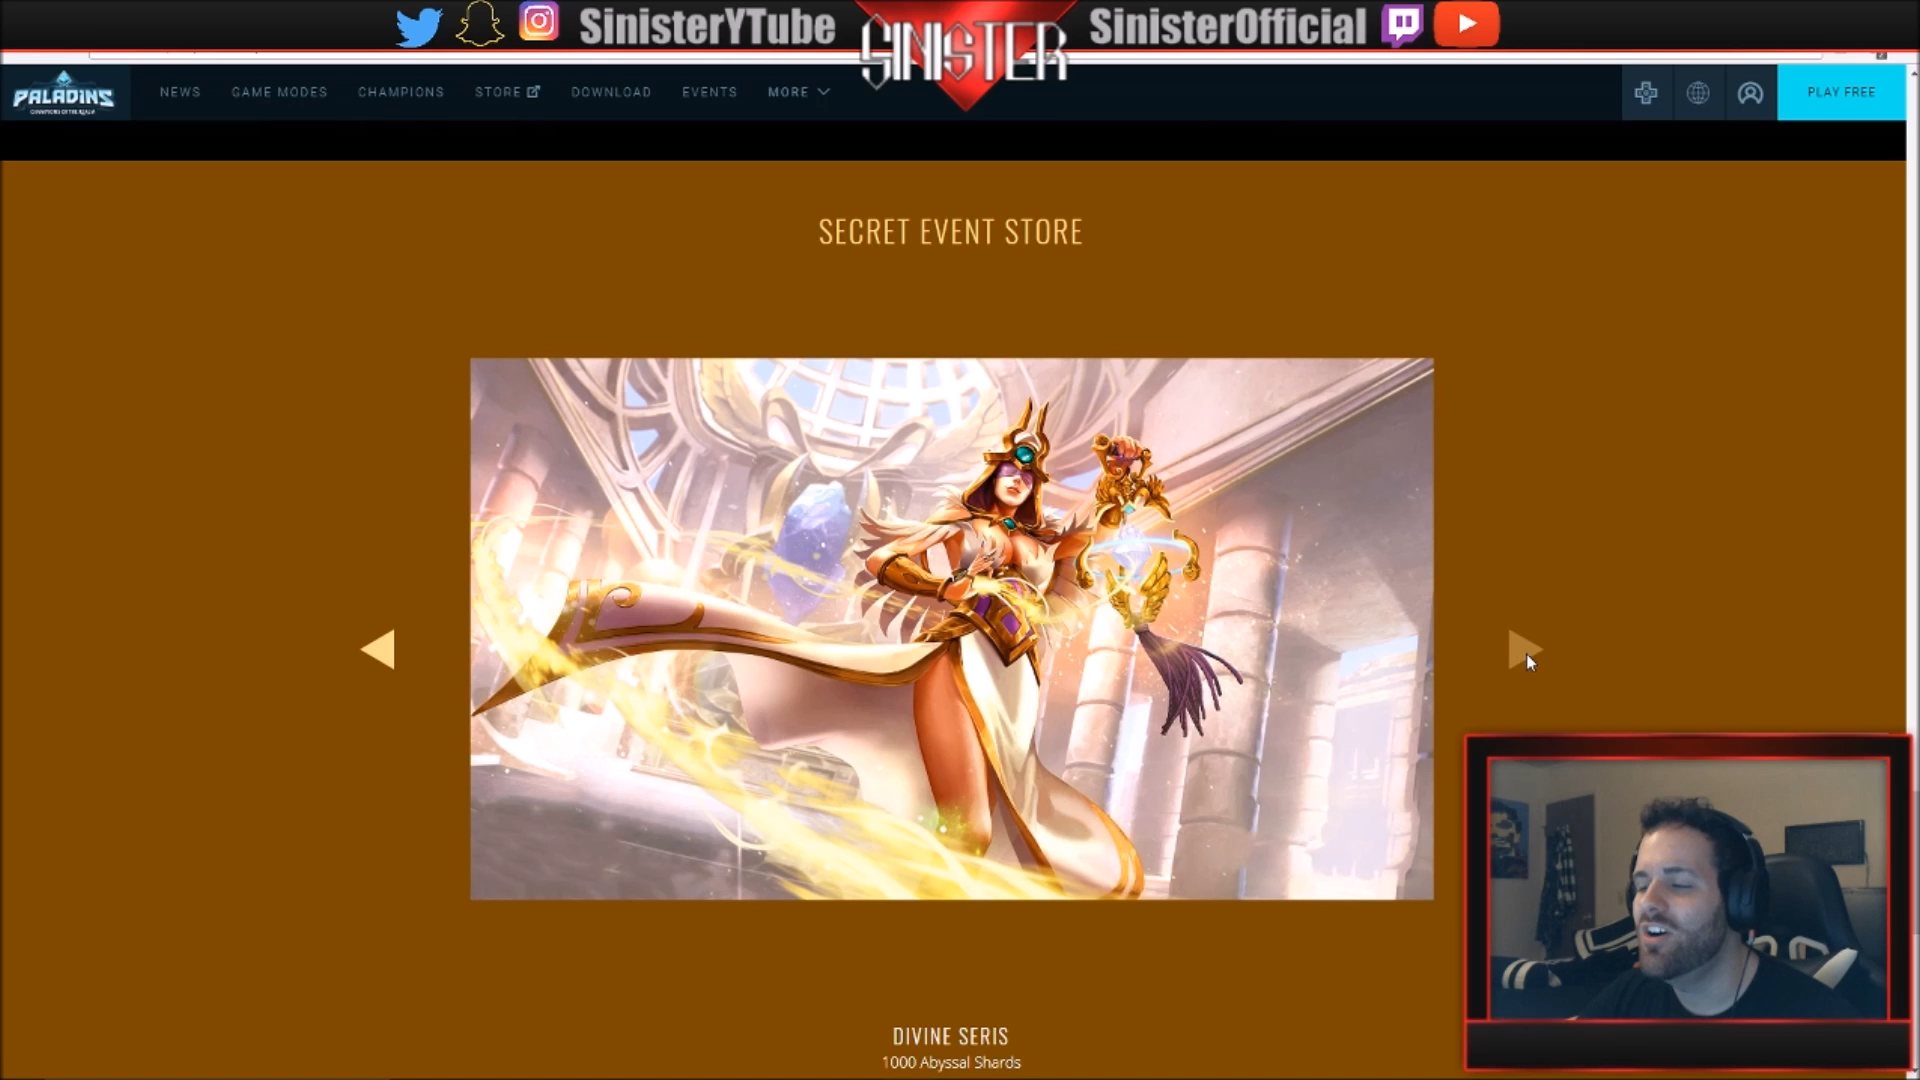 SinisterYTube
SINISTER
SinisterOfficial
PALADINS
CHAMPIONS OF THE REALM
NEWS
GAME MODES
CHAMPIONS
STORE
DOWNLOAD
EVENTS
MORE
PLAY FREE
SECRET EVENT STORE
DIVINE SERIS
1000 Abyssal Shards